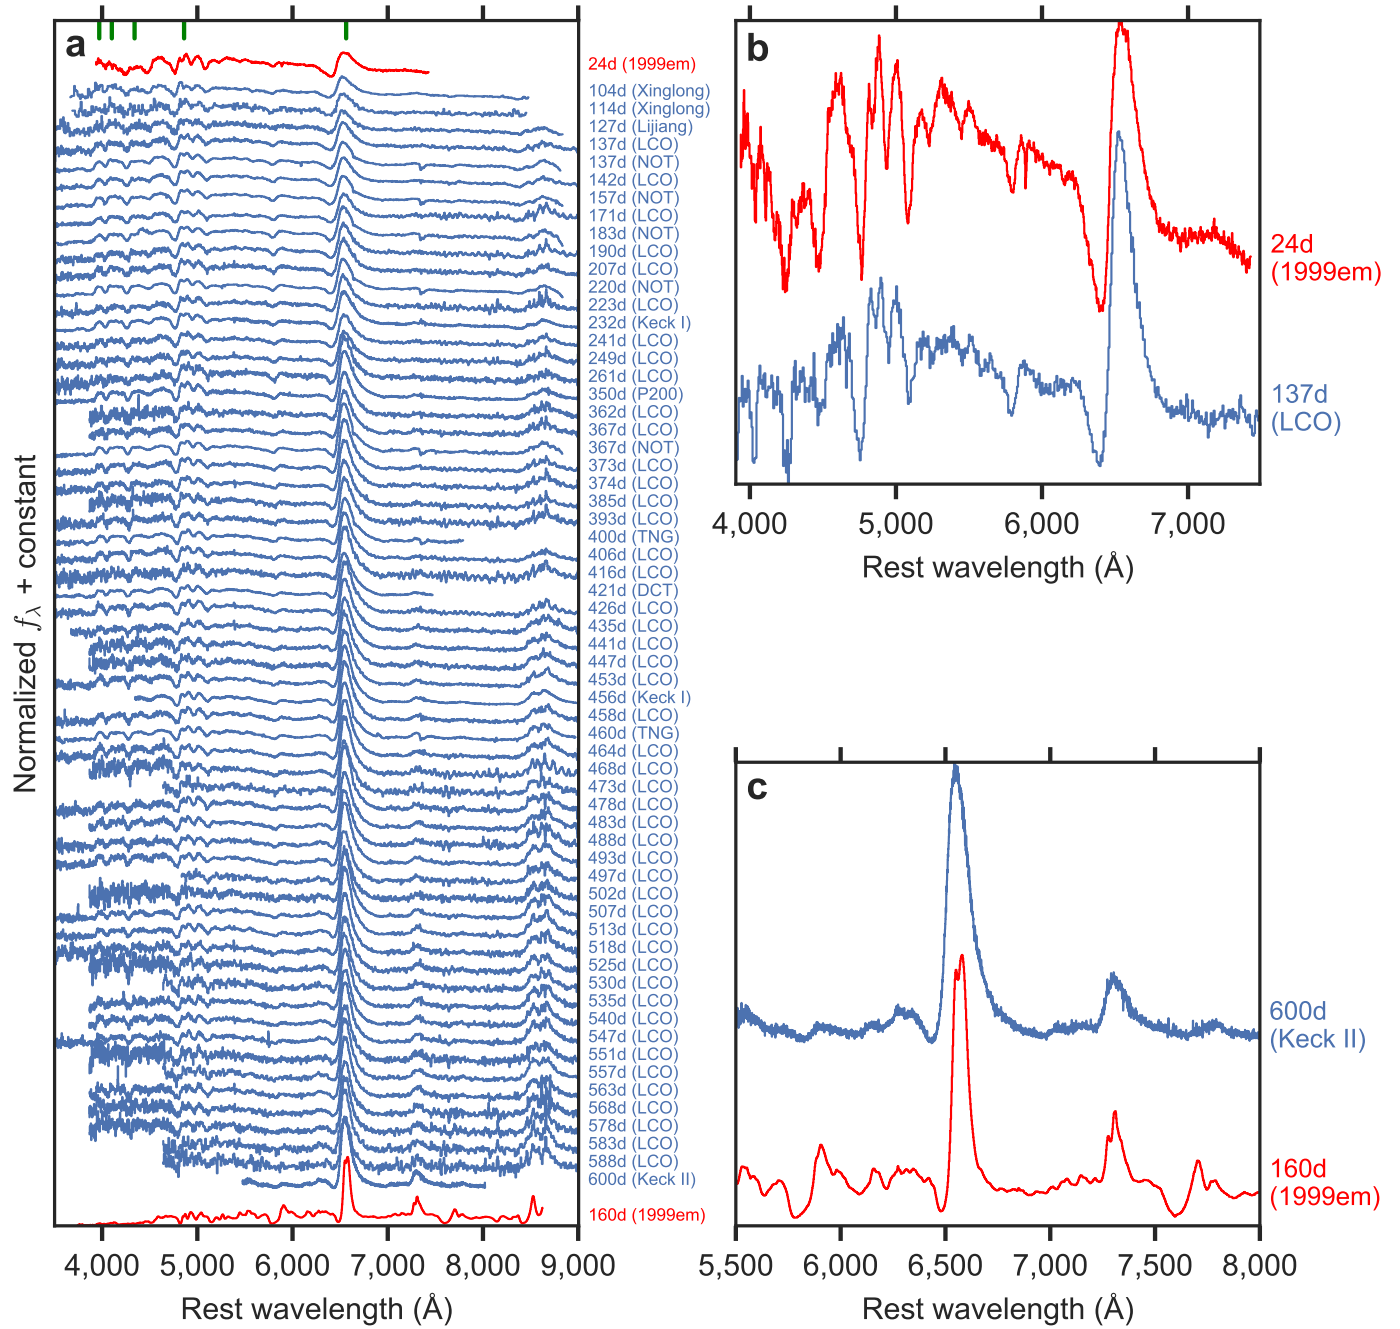 a
24d (1999em)
104d (Xinglong)
114d (Xinglong)
127d (Lijiang)
137d (LCO)
137d (NOT)
142d (LCO)
157d (NOT)
171d (LCO)
183d (NOT)
190d (LCO)
207d (LCO)
220d (NOT)
223d (LCO)
232d (Keck I)
241d (LCO)
249d (LCO)
261d (LCO)
350d (P200)
362d (LCO)
367d (LCO)
367d (NOT)
373d (LCO)
374d (LCO)
385d (LCO)
393d (LCO)
400d (TNG)
406d (LCO)
416d (LCO)
421d (DCT)
426d (LCO)
435d (LCO)
441d (LCO)
447d (LCO)
453d (LCO)
456d (Keck I)
458d (LCO)
460d (TNG)
464d (LCO)
468d (LCO)
473d (LCO)
478d (LCO)
483d (LCO)
488d (LCO)
493d (LCO)
497d (LCO)
502d (LCO)
507d (LCO)
513d (LCO)
518d (LCO)
525d (LCO)
530d (LCO)
535d (LCO)
540d (LCO)
547d (LCO)
551d (LCO)
557d (LCO)
563d (LCO)
568d (LCO)
578d (LCO)
583d (LCO)
588d (LCO)
600d (Keck II)
160d (1999em)
Normalized fλ + constant
4,000 5,000 6,000 7,000 8,000 9,000
Rest wavelength (Å)
b
24d
(1999em)
137d
(LCO)
4,000 5,000 6,000 7,000
Rest wavelength (Å)
c
600d
(Keck II)
160d
(1999em)
5,500 6,000 6,500 7,000 7,500 8,000
Rest wavelength (Å)